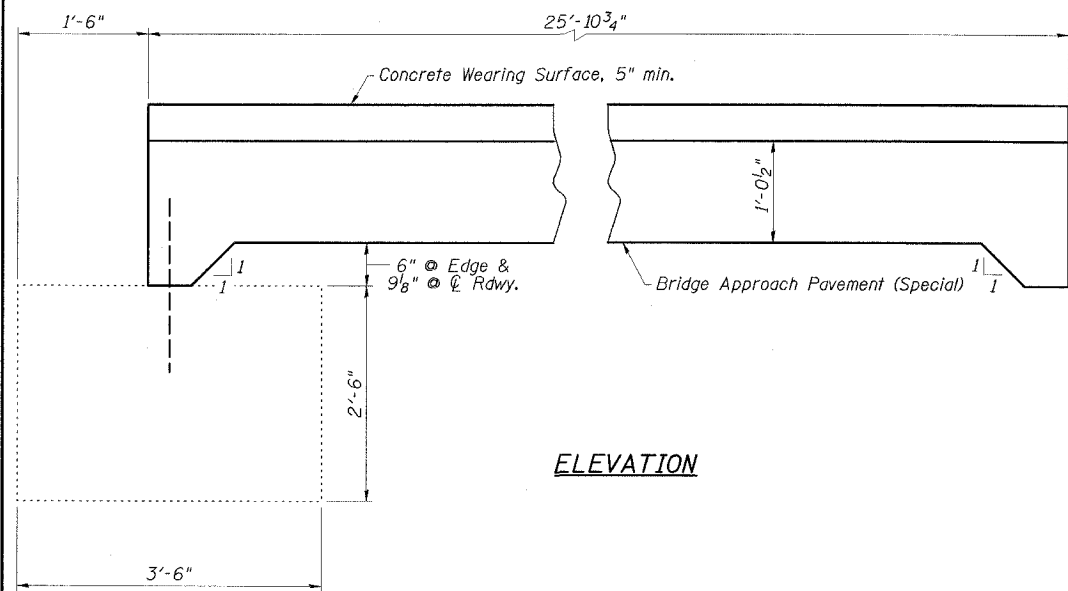 1'-6"
25'-10¾"
Concrete Wearing Surface, 5" min.
1'-0½"
1
1
6" @ Edge &
9⅛" @ ℄ Rdwy.
1
1
Bridge Approach Pavement (Special)
2'-6"
ELEVATION
3'-6"